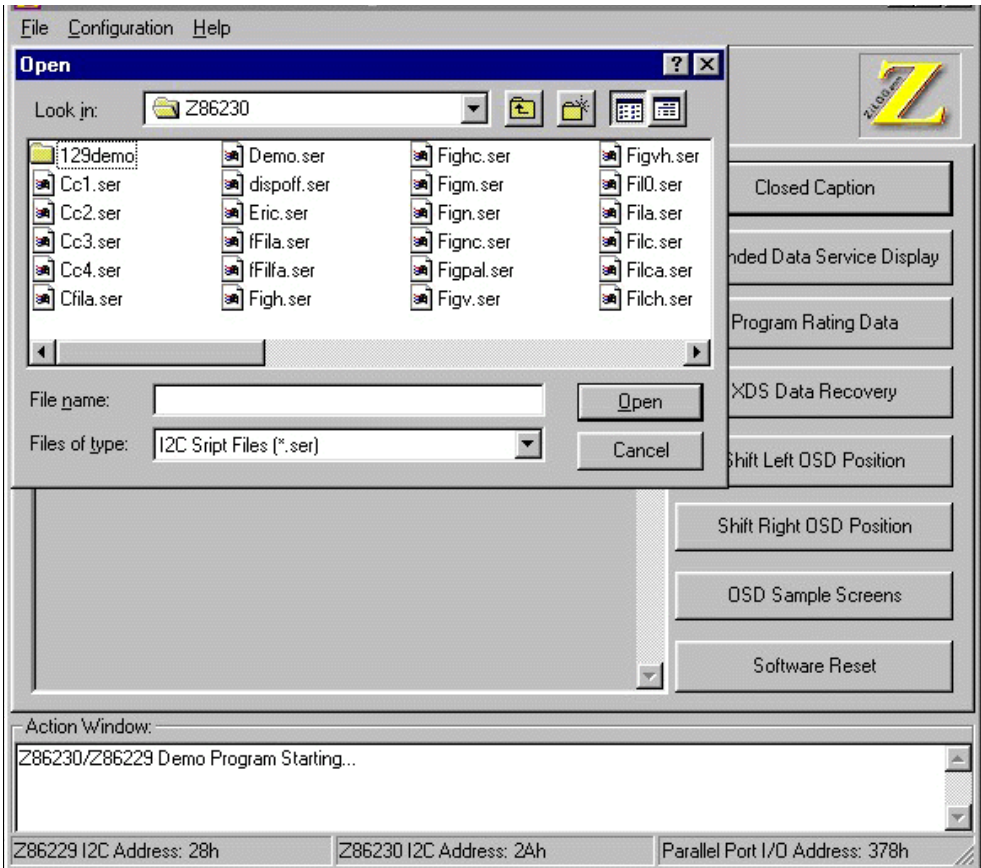 File Configuration Help
Open
Look in: Z86230
129demo Demo.ser Fighc.ser Figvh.ser
Cc1.ser dispoff.ser Figm.ser Fil0.ser
Cc2.ser Eric.ser Fign.ser Fila.ser
Cc3.ser fFila.ser Fignc.ser Filc.ser
Cc4.ser fFilfa.ser Figpal.ser Filca.ser
Cfila.ser Figh.ser Figv.ser Filch.ser
File name: Open
Files of type: I2C Sript Files (*.ser) Cancel
ZiLOG
Closed Caption
nded Data Service Display
Program Rating Data
XDS Data Recovery
Shift Left OSD Position
Shift Right OSD Position
OSD Sample Screens
Software Reset
Action Window:
Z86230/Z86229 Demo Program Starting...
Z86229 I2C Address: 28h Z86230 I2C Address: 2Ah Parallel Port I/O Address: 378h